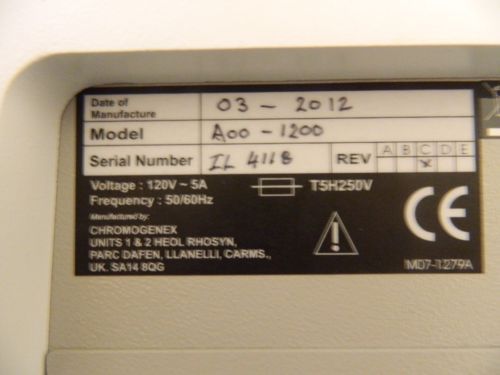 Date of Manufacture 03 - 2012
Model A00 - 1200
Serial Number IL 4118 REV A B C D E
x
Voltage : 120V ~ 5A T5H250V
Frequency : 50/60Hz
Manufactured by:
CHROMOGENEX
UNITS 1 & 2 HEOL RHOSYN,
PARC DAFEN, LLANELLI, CARMS.,
UK. SA14 8QG
CE
MD7-1279A